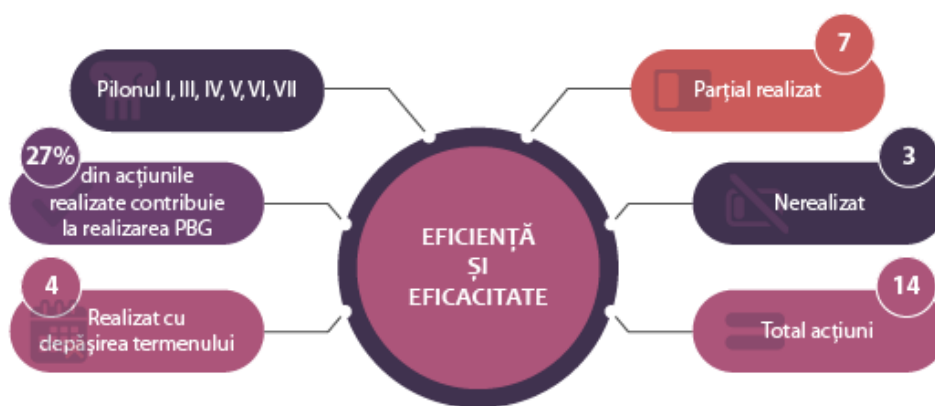 Pilonul I, III, IV, V, VI, VII
27%
din acțiunile
realizate contribuie
la realizarea PBG
4
Realizat cu
depășirea termenului
EFICIENȚĂ
ȘI
EFICACITATE
7
Parțial realizat
3
Nerealizat
14
Total acțiuni